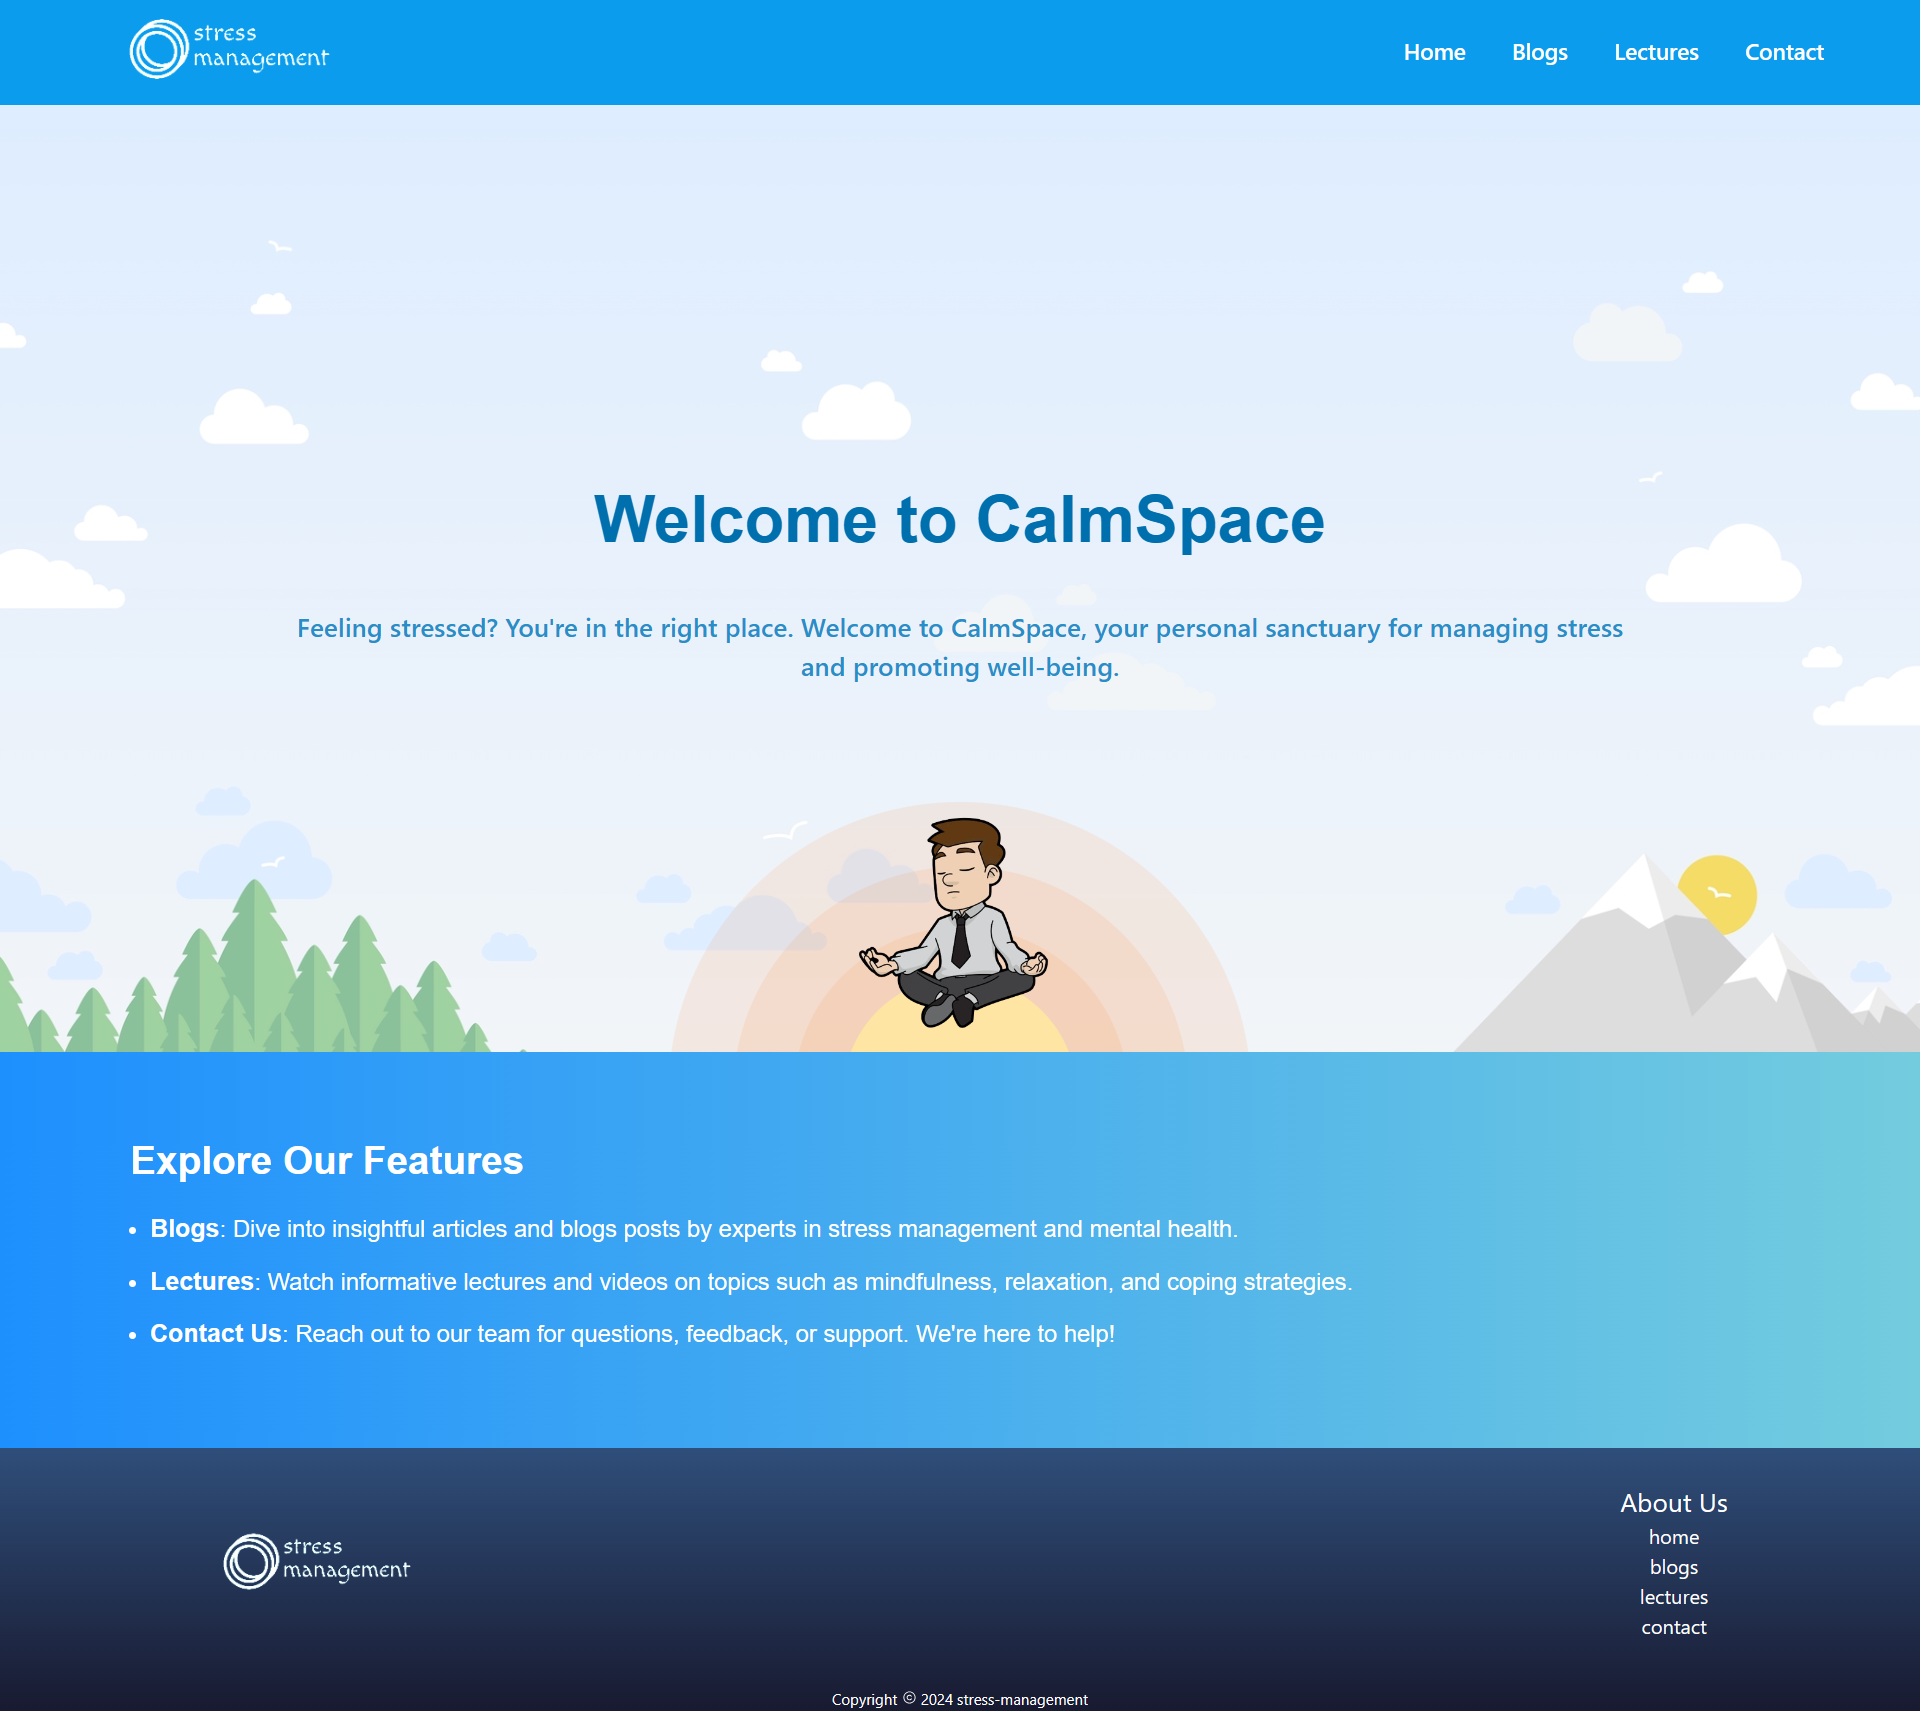 stress
management
Home Blogs Lectures Contact
Welcome to CalmSpace
Feeling stressed? You're in the right place. Welcome to CalmSpace, your personal sanctuary for managing stress
and promoting well-being.
Explore Our Features
• Blogs: Dive into insightful articles and blogs posts by experts in stress management and mental health.
• Lectures: Watch informative lectures and videos on topics such as mindfulness, relaxation, and coping strategies.
• Contact Us: Reach out to our team for questions, feedback, or support. We're here to help!
stress
management
About Us
home
blogs
lectures
contact
Copyright © 2024 stress-management